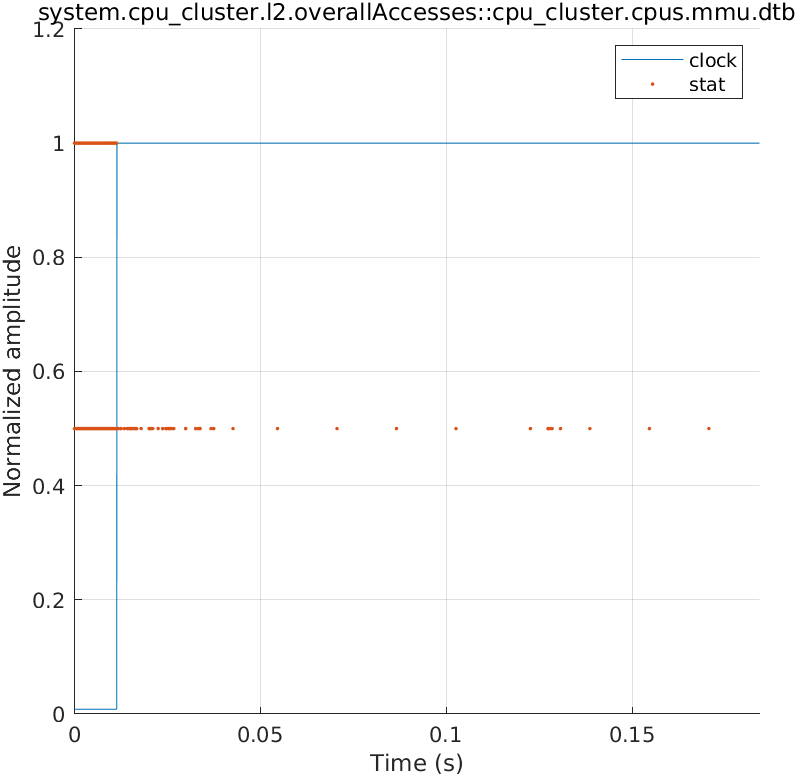 system.cpu_cluster.l2.overallAccesses::cpu_cluster.cpus.mmu.dtb
1.2
clock
stat
1
0.8
0.6
0.4
0.2
0
Normalized amplitude
0 0.05 0.1 0.15
Time (s)